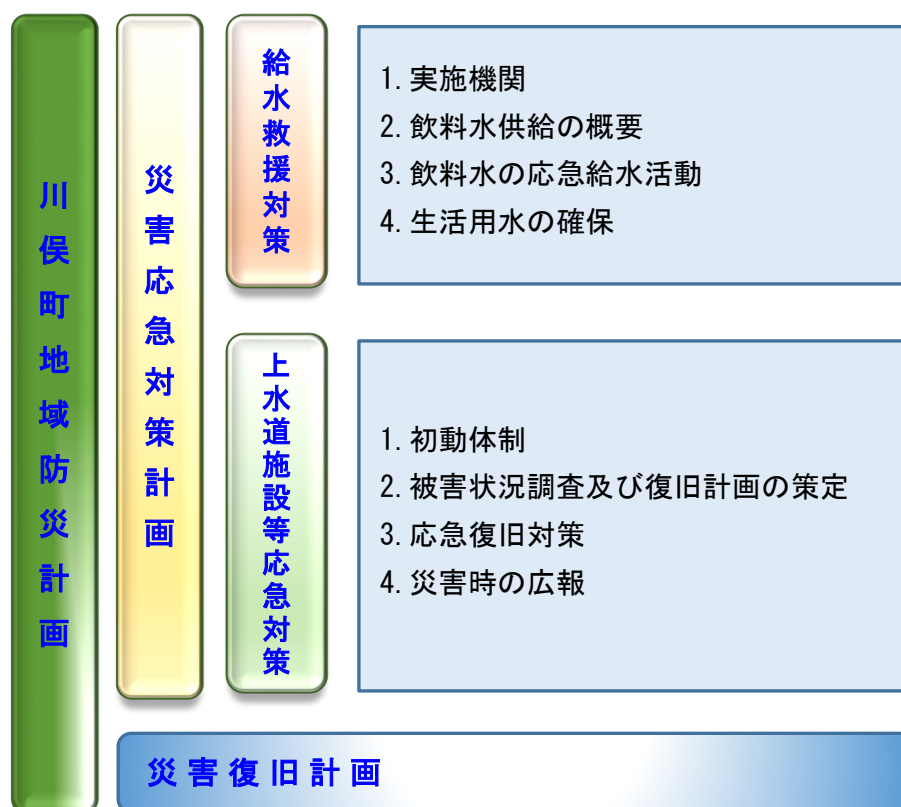 川俣町地域防災計画
災害応急対策計画
給水救援対策
1. 実施機関
2. 飲料水供給の概要
3. 飲料水の応急給水活動
4. 生活用水の確保
上水道施設等応急対策
1. 初動体制
2. 被害状況調査及び復旧計画の策定
3. 応急復旧対策
4. 災害時の広報
災害復旧計画